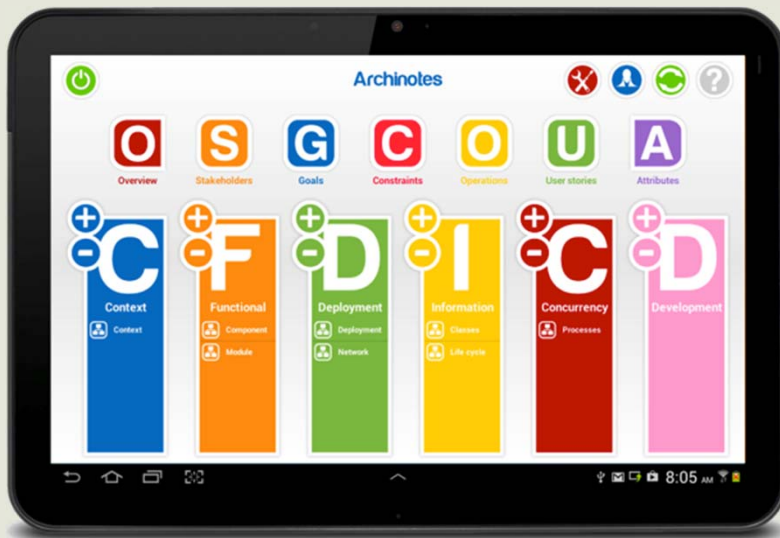 Archinotes
?
O S G C O U A
Overview Stakeholders Goals Constraints Operations User stories Attributes
C F D I C D
Context Functional Deployment Information Concurrency Development
Context Component Deployment Classes Processes
Module Network Life cycle
8:05 AM